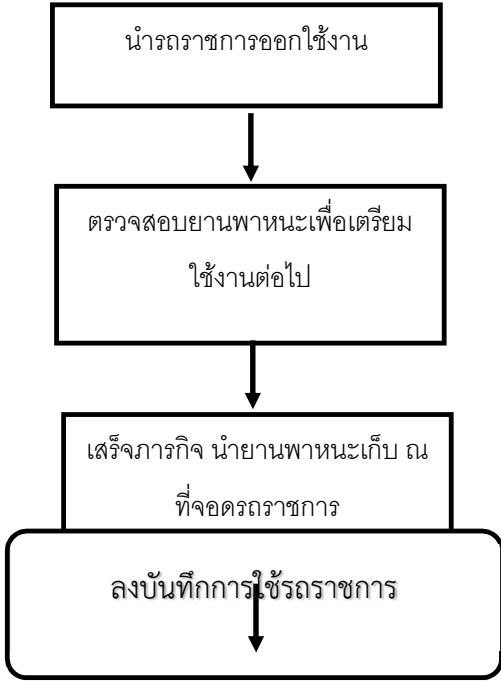 นำรถราชการออกใช้งาน
ตรวจสอบยานพาหนะเพื่อเตรียม
ใช้งานต่อไป
เสร็จภารกิจ นำยานพาหนะเก็บ ณ
ที่จอดรถราชการ
ลงบันทึกการใช้รถราชการ